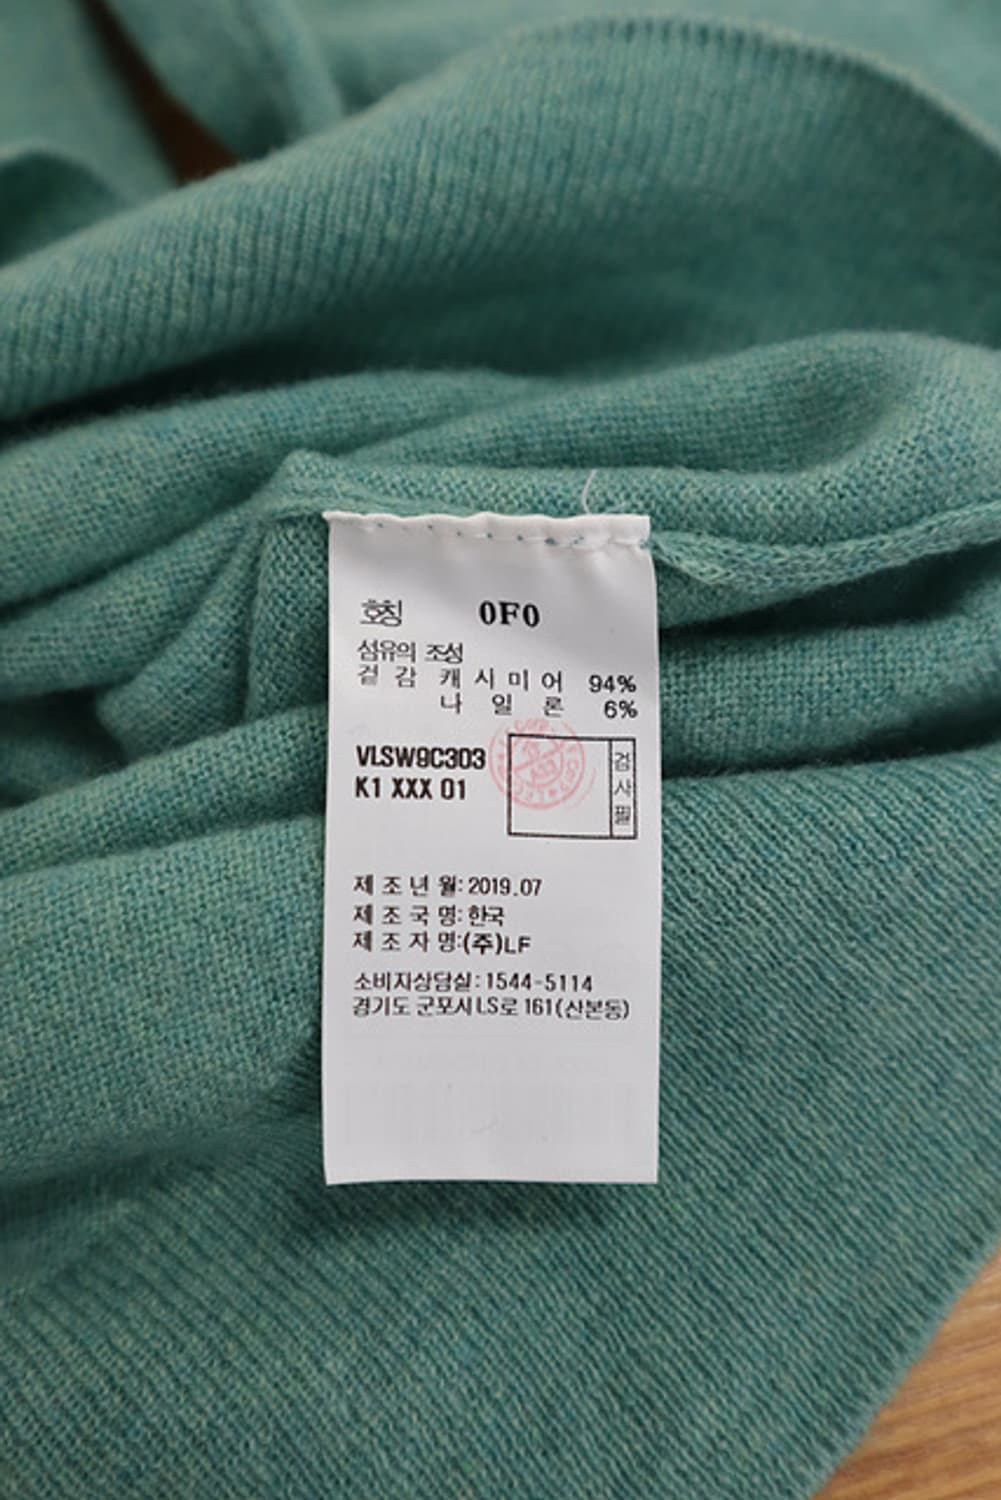 호칭 0F0
섬유의 조성
겉감 캐시미어 94%
나일론 6%
VLSW9C303
K1 XXX 01
검사필
제조년월: 2019.07
제조국명: 한국
제조자명:(주)LF
소비자상담실: 1544-5114
경기도 군포시 LS로 161(산본동)